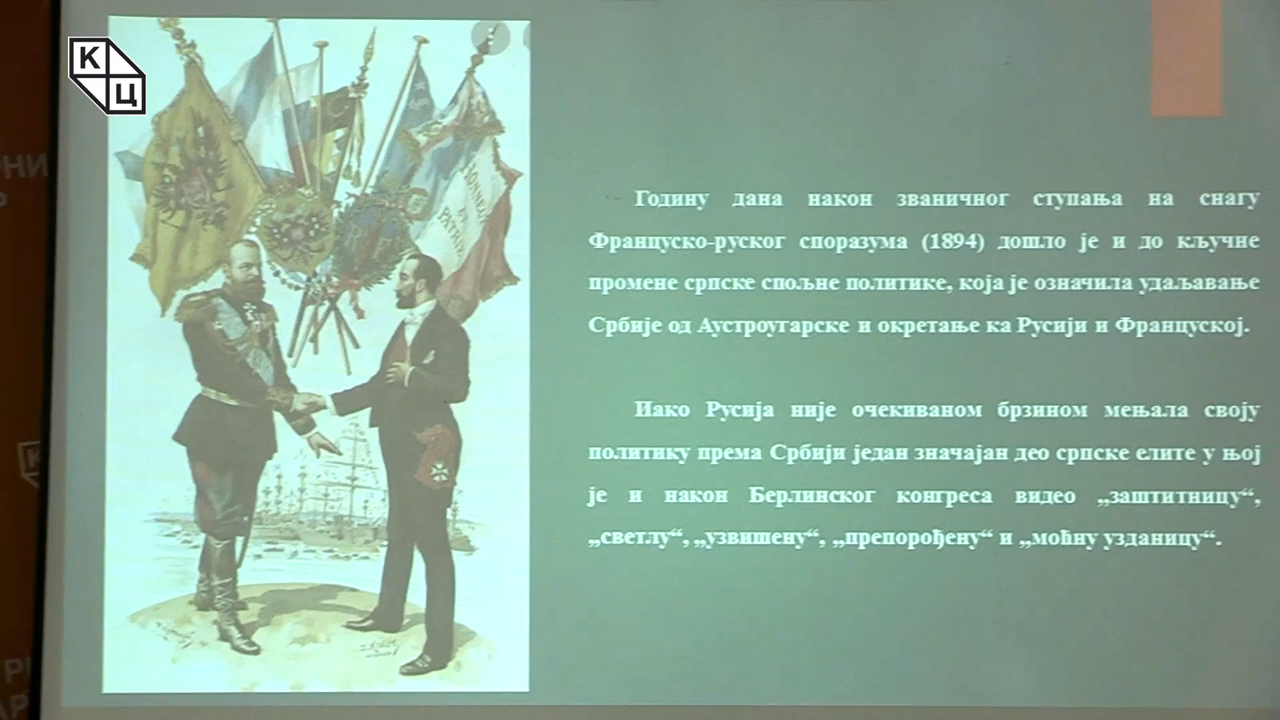 К
Ц
Годину дана након званичног ступања на снагу
Француско-руског споразума (1894) дошло је и до кључне
промене српске спољне политике, која је означила удаљавање
Србије од Аустроугарске и окретање ка Русији и Француској.
Иако Русија није очекиваном брзином мењала своју
политику према Србији један значајан део српске елите у њој
је и након Берлинског конгреса видео „заштитницу“,
„светлу“, „узвишену“, „препорођену“ и „моћну узданицу“.
PATRIE